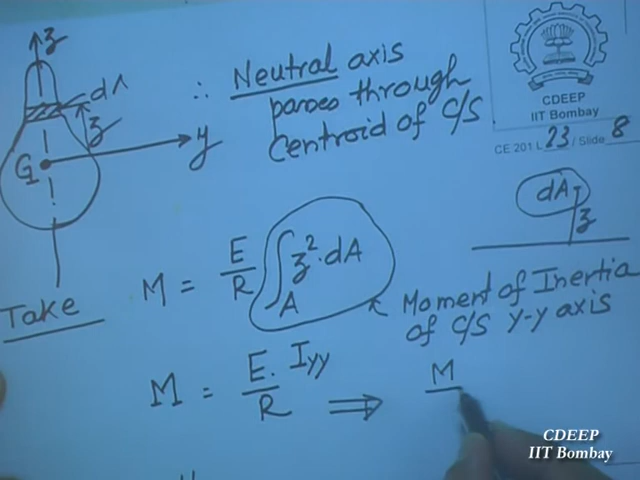 z
dA
z
G
y
∴ Neutral axis
passes through
Centroid of C/S
CDEEP
IIT Bombay
CE 201 L 23 / Slide 8
dA
z
Take
M = E/R ∫_A z². dA
Moment of Inertia
of C/S Y-Y axis
M = E. Iyy / R ⟹ M
CDEEP
IIT Bombay